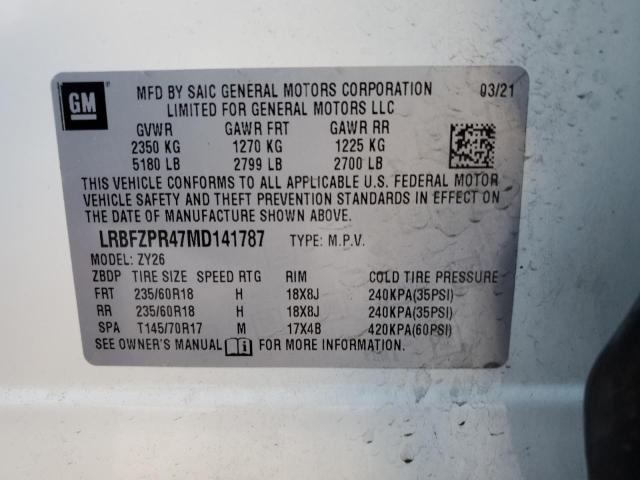 GM
MFD BY SAIC GENERAL MOTORS CORPORATION 03/21
LIMITED FOR GENERAL MOTORS LLC
GVWR GAWR FRT GAWR RR
2350 KG 1270 KG 1225 KG
5180 LB 2799 LB 2700 LB
THIS VEHICLE CONFORMS TO ALL APPLICABLE U.S. FEDERAL MOTOR
VEHICLE SAFETY AND THEFT PREVENTION STANDARDS IN EFFECT ON
THE DATE OF MANUFACTURE SHOWN ABOVE.
LRBFZPR47MD141787 TYPE: M.P.V.
MODEL: ZY26
ZBDP TIRE SIZE SPEED RTG RIM COLD TIRE PRESSURE
FRT 235/60R18 H 18X8J 240KPA(35PSI)
RR 235/60R18 H 18X8J 240KPA(35PSI)
SPA T145/70R17 M 17X4B 420KPA(60PSI)
SEE OWNER'S MANUAL FOR MORE INFORMATION.